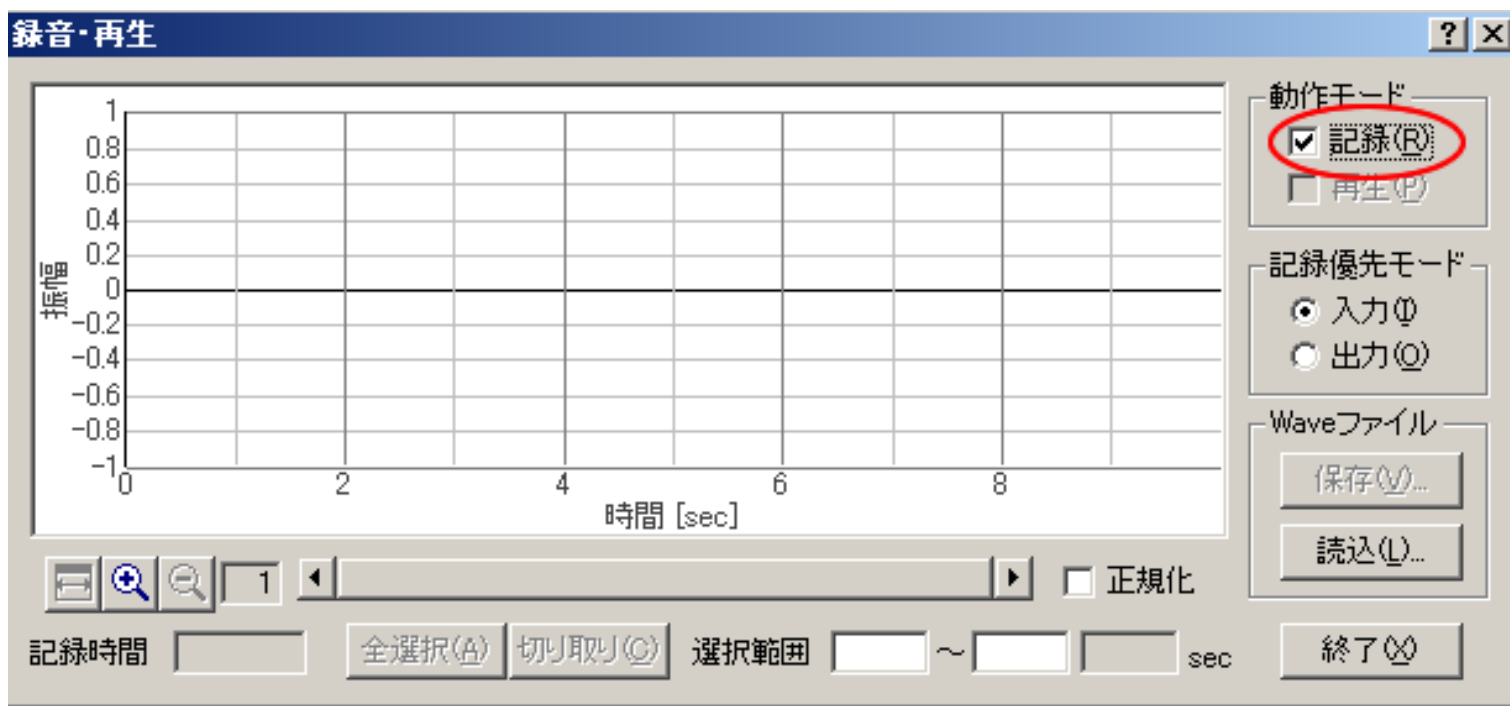 録音・再生
1
0.8
0.6
0.4
0.2
0
-0.2
-0.4
-0.6
-0.8
-1
振幅
0 2 4 6 8
時間 [sec]
動作モード
記録(R)
再生(P)
記録優先モード
入力(I)
出力(O)
Waveファイル
保存(V)...
読込(L)...
1
正規化
記録時間 全選択(A) 切り取り(C) 選択範囲 ～ sec 終了(X)